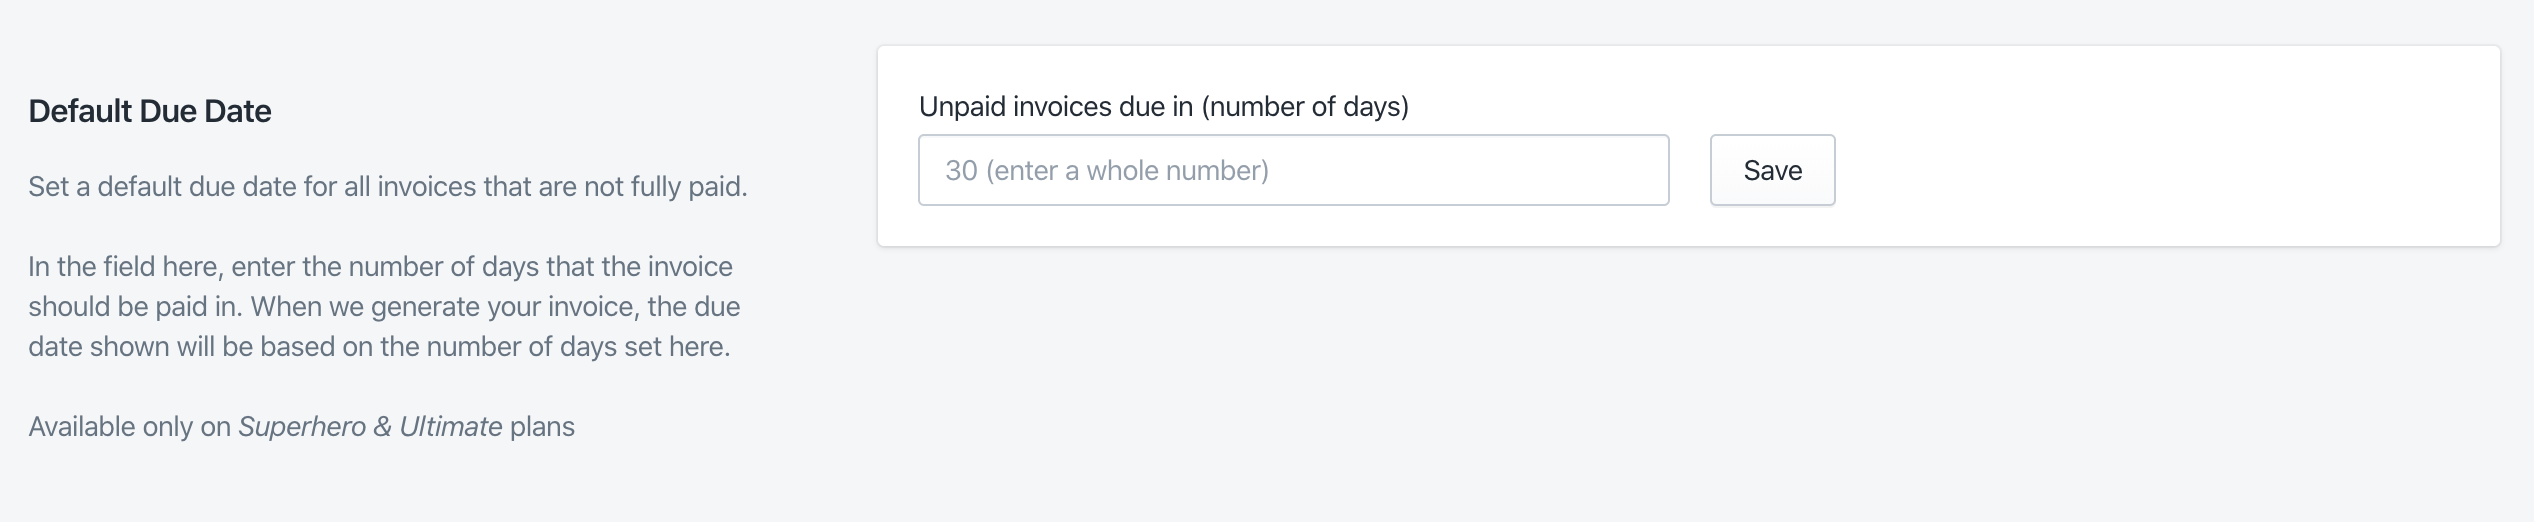 Default Due Date
Set a default due date for all invoices that are not fully paid.
In the field here, enter the number of days that the invoice
should be paid in. When we generate your invoice, the due
date shown will be based on the number of days set here.
Available only on Superhero & Ultimate plans
Unpaid invoices due in (number of days)
30 (enter a whole number)
Save